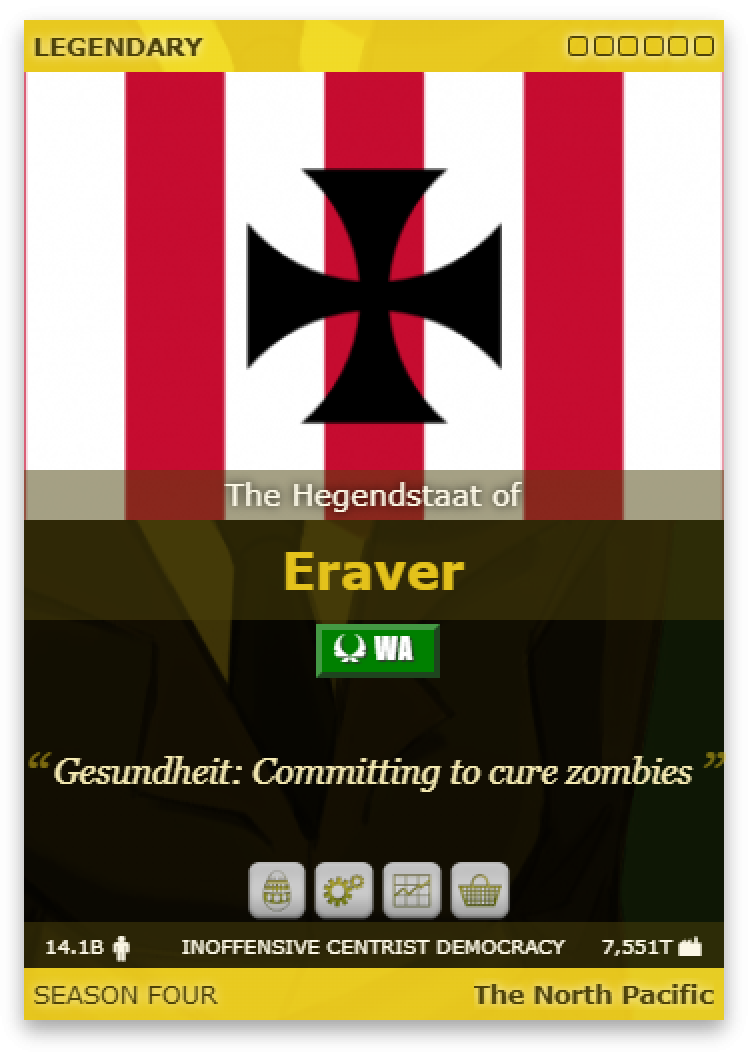 LEGENDARY
The Hegendstaat of
Eraver
WA
“Gesundheit: Committing to cure zombies”
14.1B INOFFENSIVE CENTRIST DEMOCRACY 7,551T
SEASON FOUR The North Pacific